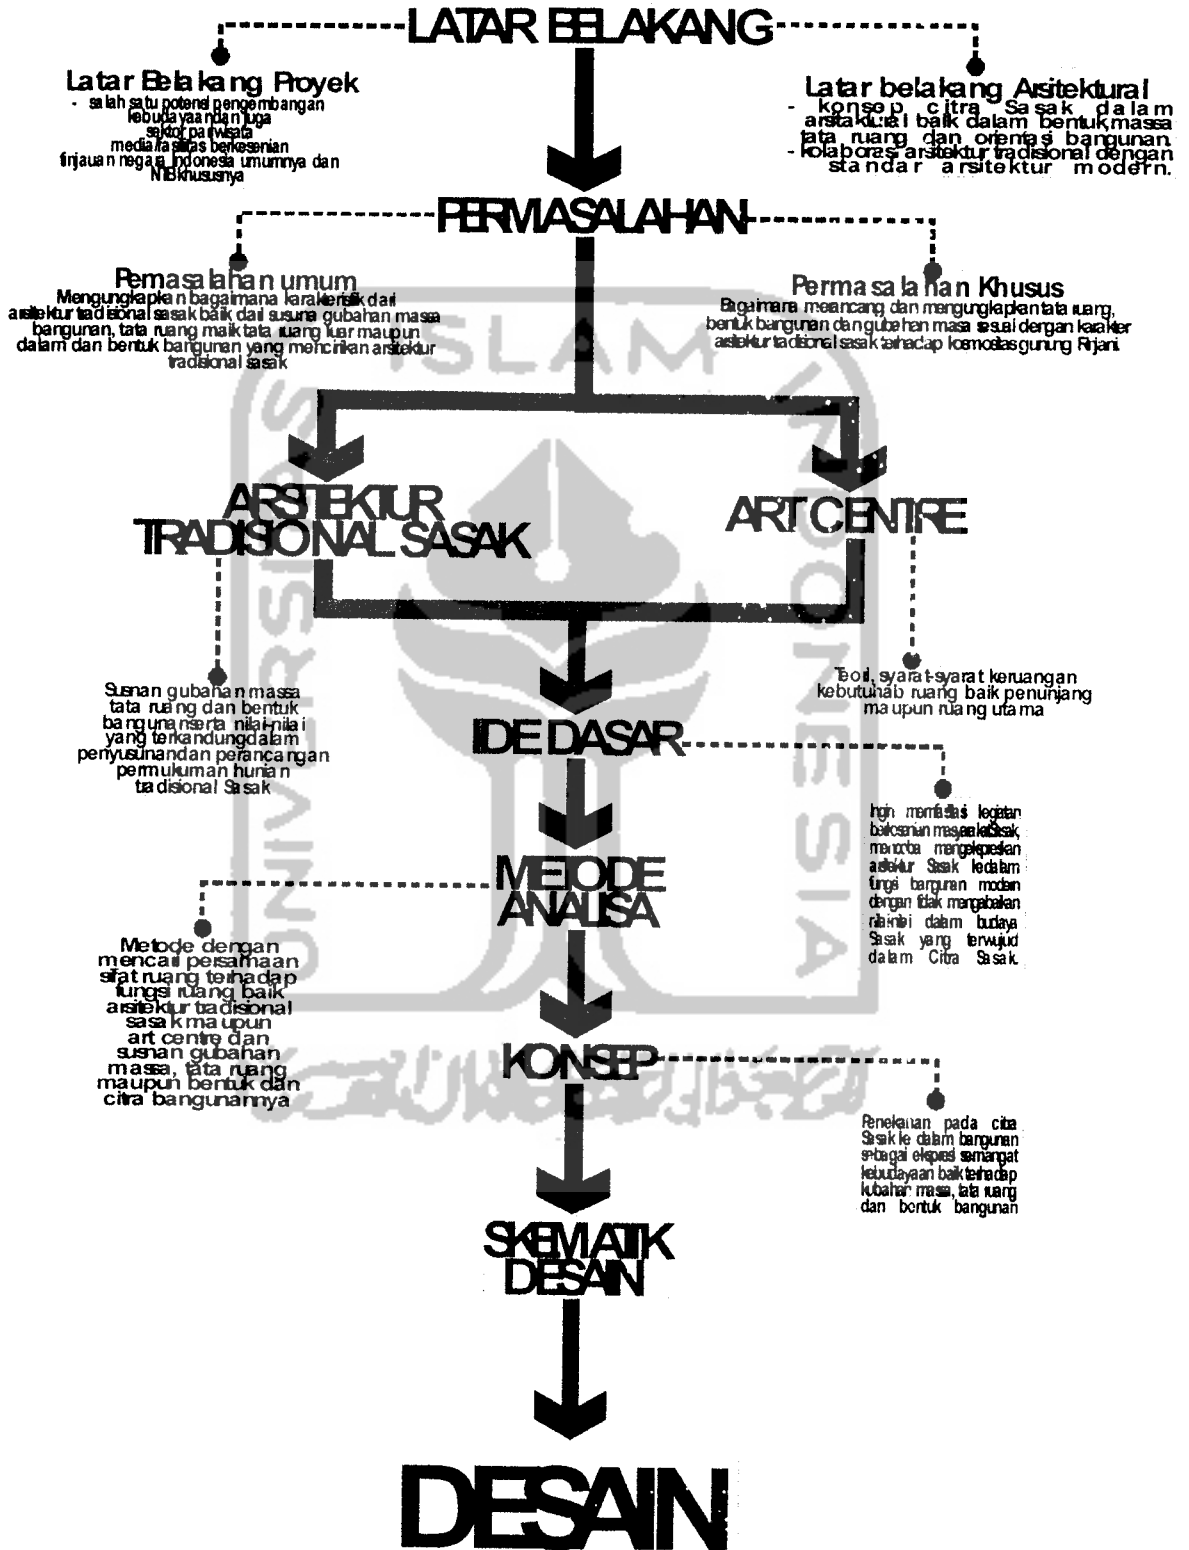 LATAR BELAKANG
Latar Belakang Proyek
- salah satu potensi pengembangan
kebudayaan dan juga
sektor pariwisata
media/fasilitas berkesenian
tinjauan negara Indonesia umumnya dan
NTB khususnya
Latar belakang Arsitektural
- konsep citra Sasak dalam
arsitektural baik dalam bentuk,massa
tata ruang dan orientasi bangunan.
- kolaborasi arsitektur tradisional dengan
standar arsitektur modern.
PERMASALAHAN
Permasalahan umum
Mengungkapkan bagaimana karakteristik dari
arsitektur tradisional sasak baik dari susuna gubahan massa
bangunan, tata ruang maik tata ruang luar maupun
dalam dan bentuk bangunan yang mencirikan arsitektur
tradisional sasak
Permasalahan Khusus
Bagaimana merancang dan mengungkapkan tata ruang,
bentuk bangunan dan gubahan masa sesuai dengan karakter
arsitektur tradisional sasak terhadap kosmositas gunung Rinjani.
ARSITEKTUR
TRADISIONAL SASAK
ART CENTRE
Susnan gubahan massa
tata ruang dan bentuk
bangunan serta nilai-nilai
yang terkandung dalam
penyusunan dan perancangan
permukuman hunian
tradisional Sasak
Teori, syarat-syarat keruangan
kebutuhab ruang baik penunjang
maupun ruang utama
IDE DASAR
Ingin memfasilitasi kegiatan
berkesenian masyarakat Sasak,
mencoba mengekspresikan
arsitektur Sasak kedalam
fungsi bangunan modern
dengan tidak mengabaikan
nilai-nilai dalam budaya
Sasak yang terwujud
dalam Citra Sasak.
METODE
ANALISA
Metode dengan
mencari persamaan
sifat ruang terhadap
fungsi ruang baik
arsitektur tradisional
sasak maupun
art centre dan
susnan gubahan
massa, tata ruang
maupun bentuk dan
citra bangunannya
KONSEP
Penekanan pada citra
Sasak ke dalam bangunan
sebagai ekspresi semangat
kebudayaan baik terhadap
kubahan massa, tata ruang
dan bentuk bangunan
SKEMATIK
DESAIN
DESAIN
UNIVERSITAS
ISLAM
INDONESIA